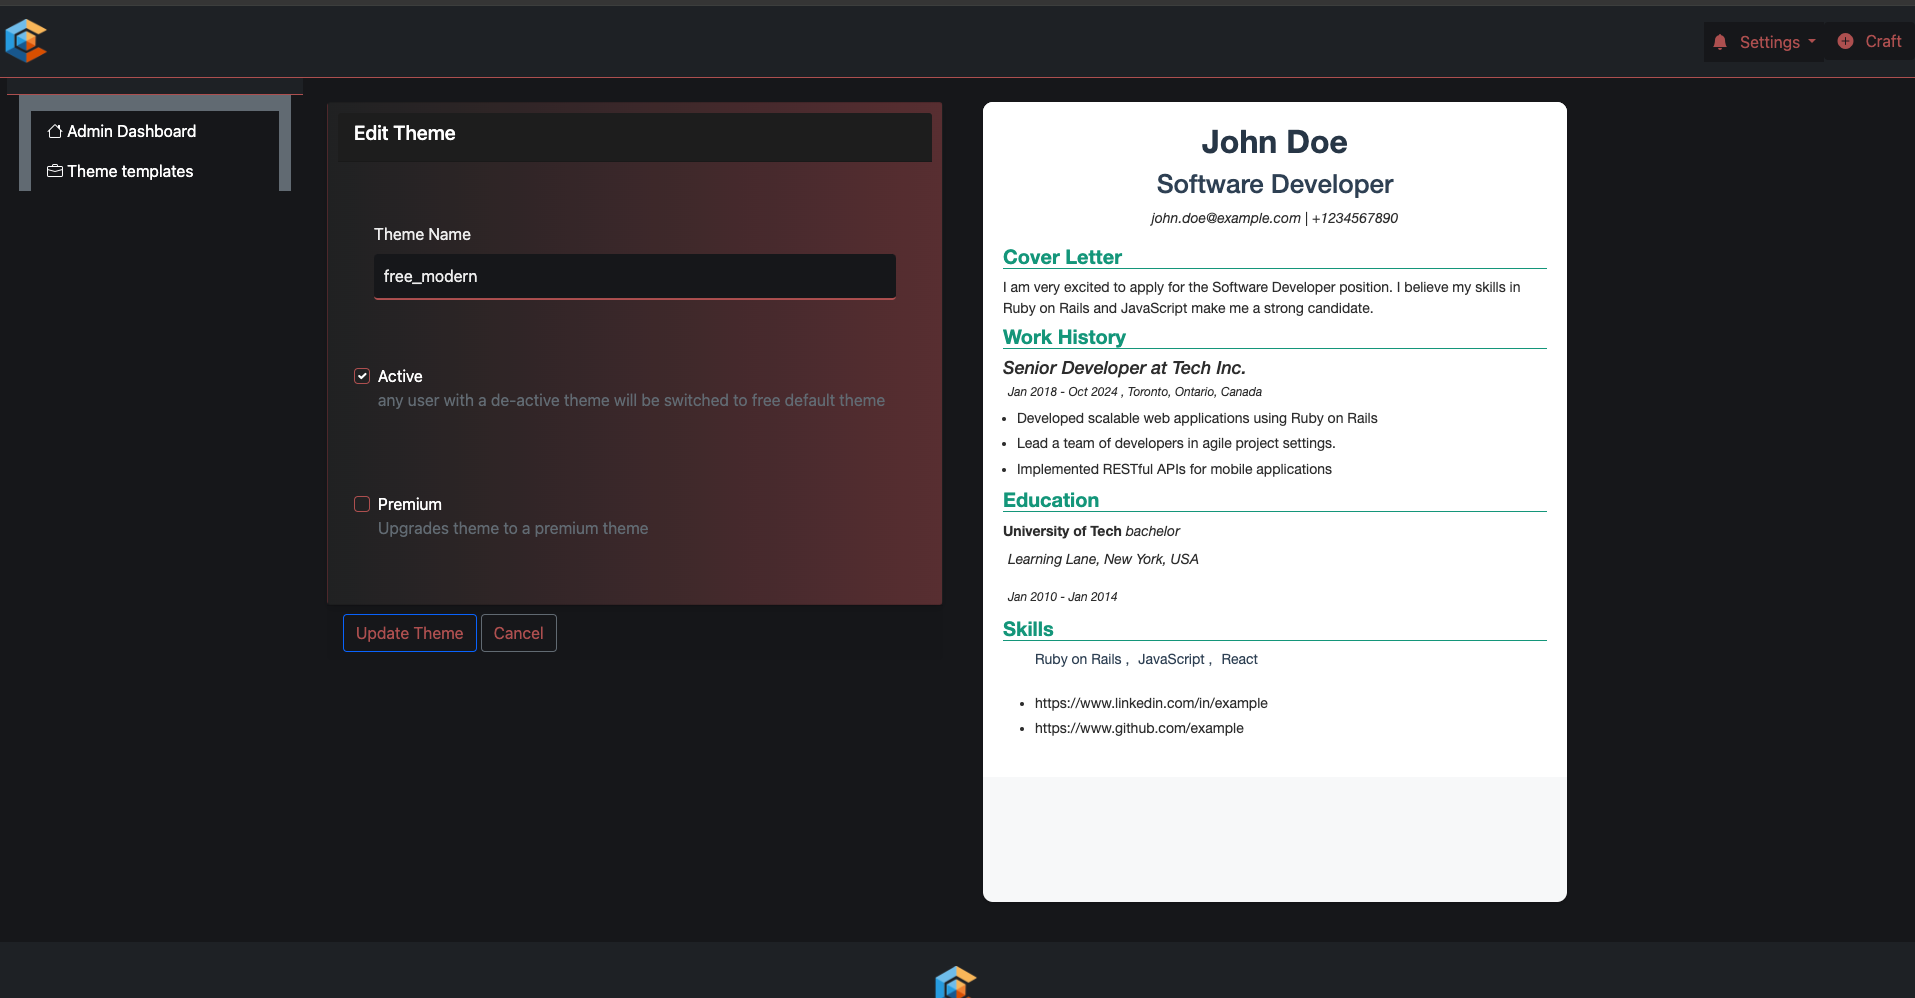 Settings
Craft
Admin Dashboard
Theme templates
Edit Theme
Theme Name
free_modern
Active
any user with a de-active theme will be switched to free default theme
Premium
Upgrades theme to a premium theme
Update Theme
Cancel
John Doe
Software Developer
john.doe@example.com | +1234567890
Cover Letter
I am very excited to apply for the Software Developer position. I believe my skills in
Ruby on Rails and JavaScript make me a strong candidate.
Work History
Senior Developer at Tech Inc.
Jan 2018 - Oct 2024 , Toronto, Ontario, Canada
• Developed scalable web applications using Ruby on Rails
• Lead a team of developers in agile project settings.
• Implemented RESTful APIs for mobile applications
Education
University of Tech bachelor
Learning Lane, New York, USA
Jan 2010 - Jan 2014
Skills
Ruby on Rails , JavaScript , React
• https://www.linkedin.com/in/example
• https://www.github.com/example